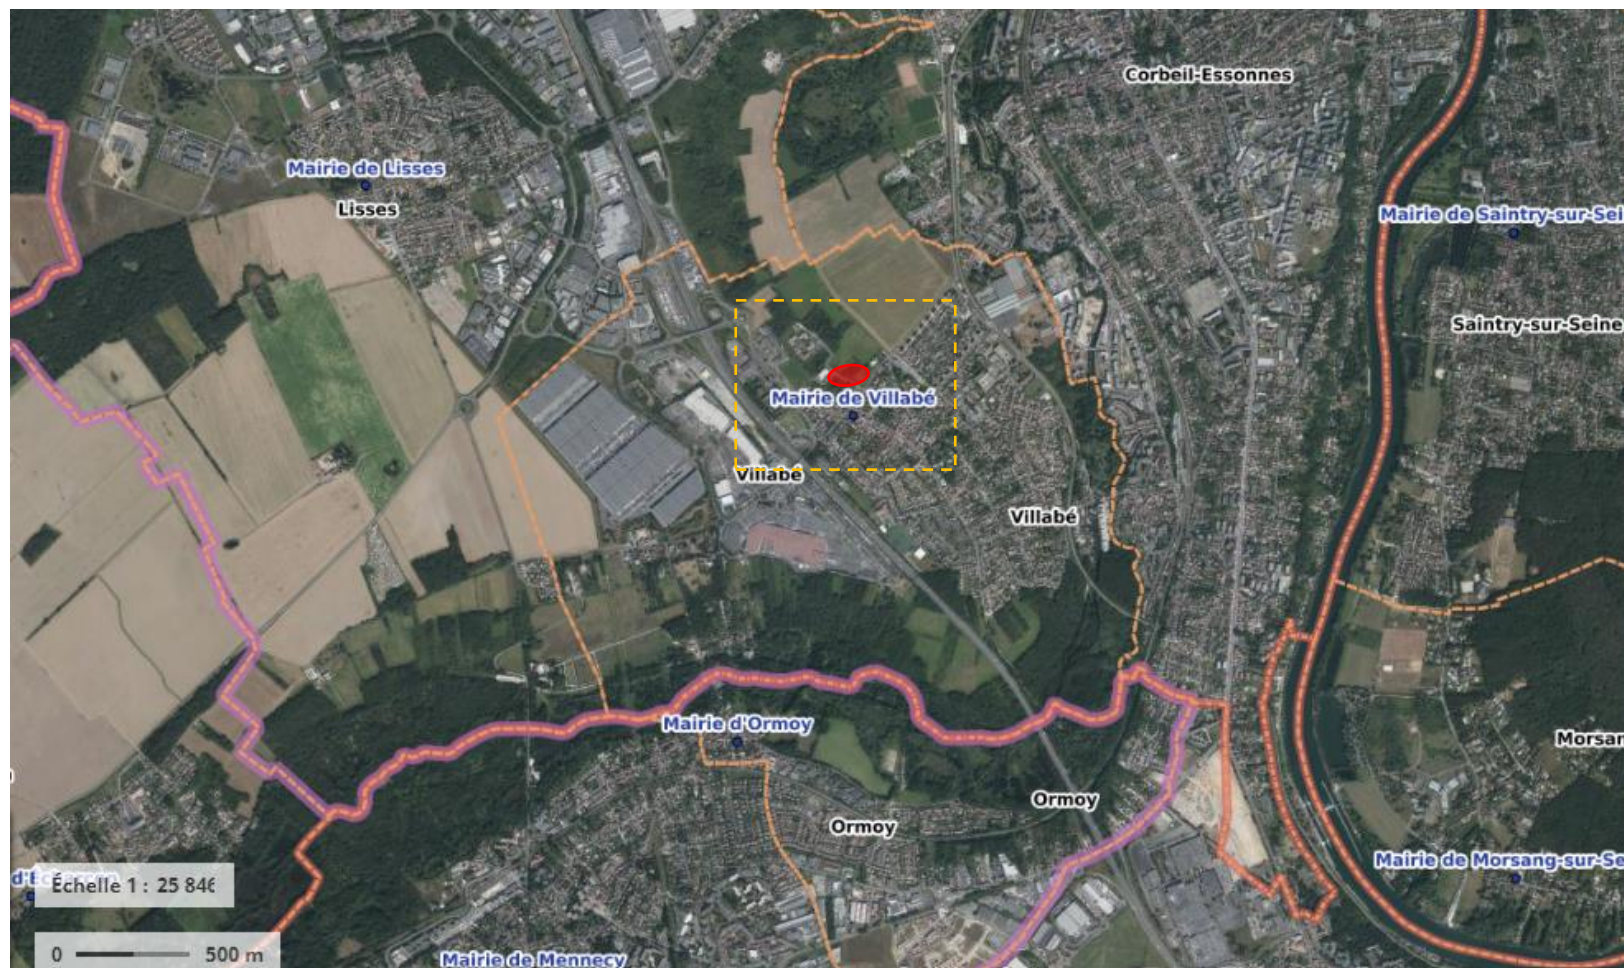 Corbeil-Essonnes
Mairie de Lisses
Lisses
Mairie de Saintry-sur-Sei
Saintry-sur-Seine
Mairie de Villabé
Villabé
Villabé
Mairie d'Ormoy
Morsan
Ormoy
Ormoy
Mairie de Morsang-sur-Se
Échelle 1 : 25 846
0 500 m
Mairie de Mennecy